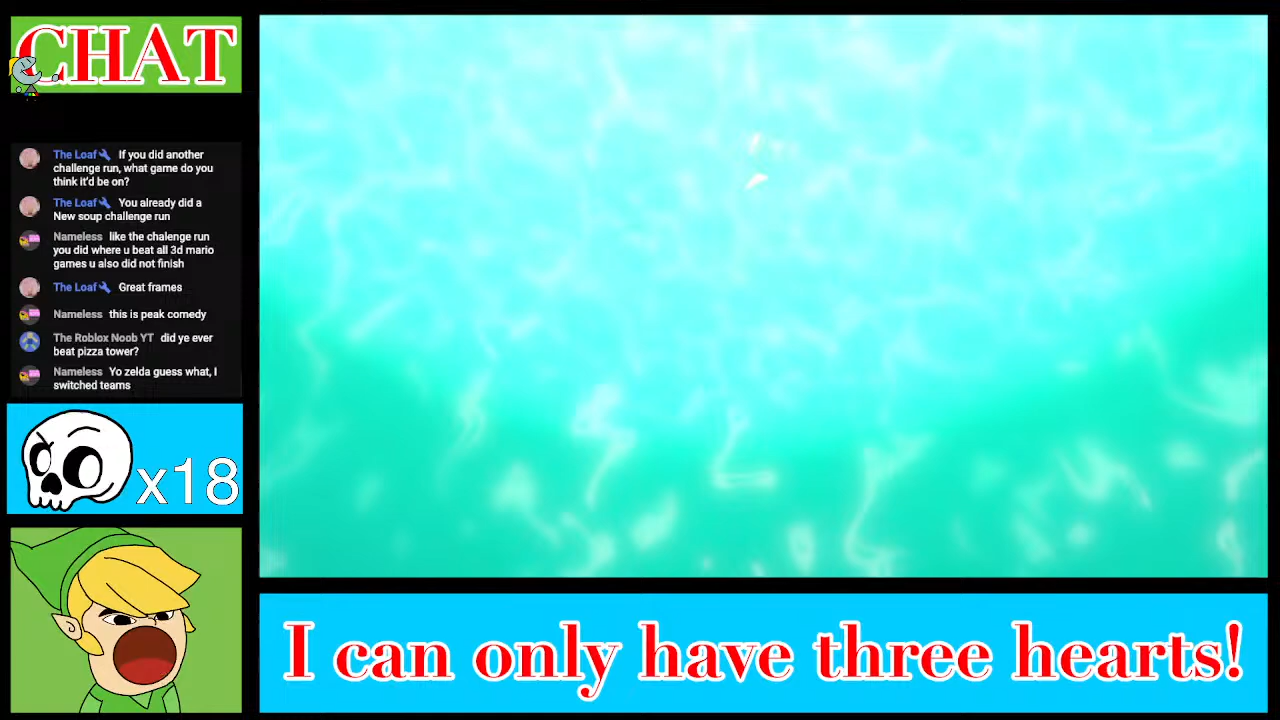 CHAT
The Loaf If you did another
challenge run, what game do you
think it'd be on?
The Loaf You already did a
New soup challenge run
Nameless like the chalenge run
you did where u beat all 3d mario
games u also did not finish
The Loaf Great frames
Nameless this is peak comedy
The Roblox Noob YT did ye ever
beat pizza tower?
Nameless Yo zelda guess what, I
switched teams
x18
I can only have three hearts!